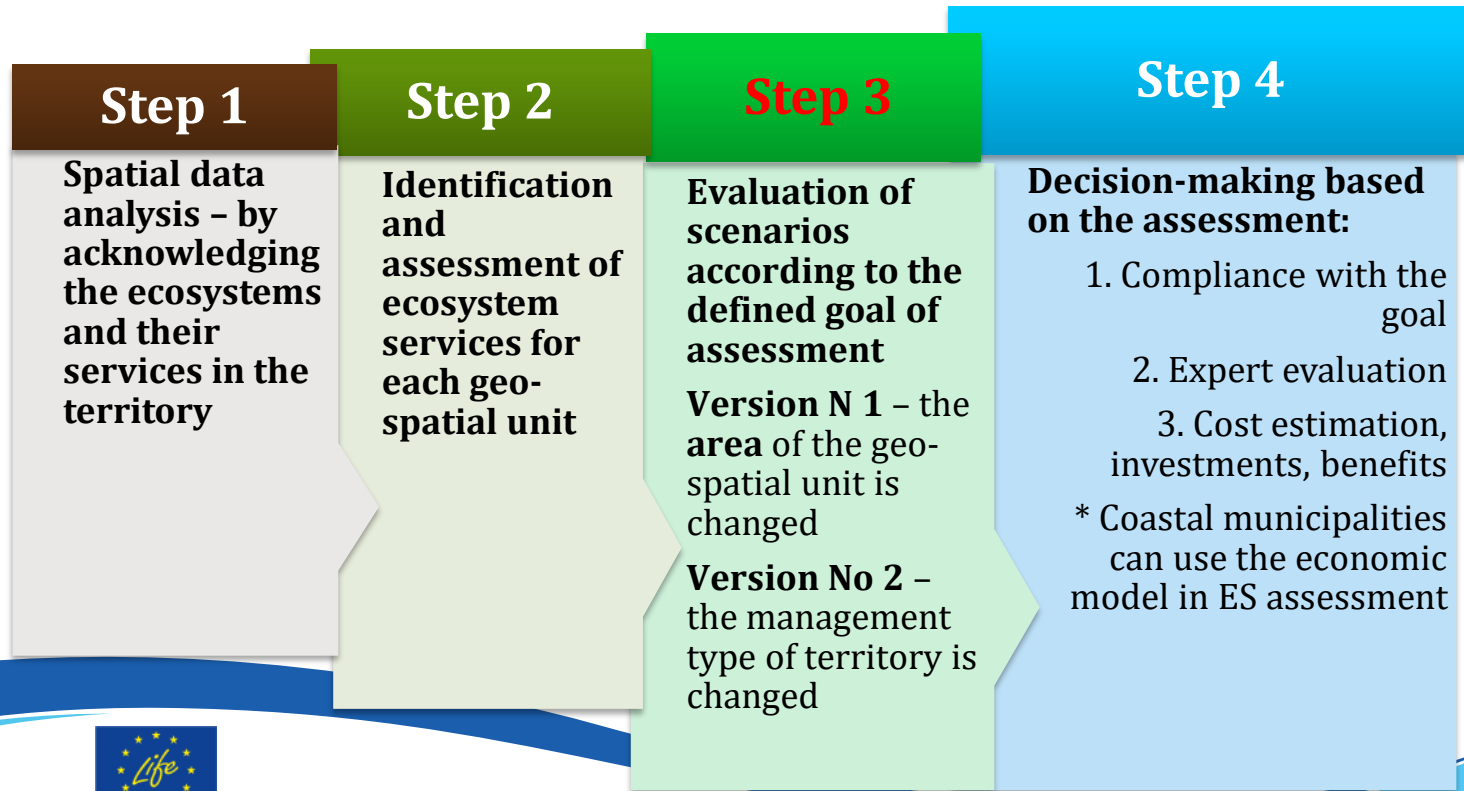 Step 1
Spatial data
analysis – by
acknowledging
the ecosystems
and their
services in the
territory
Step 2
Identification
and
assessment of
ecosystem
services for
each geo-
spatial unit
Step 3
Evaluation of
scenarios
according to the
defined goal of
assessment
Version N 1 – the
area of the geo-
spatial unit is
changed
Version No 2 –
the management
type of territory is
changed
Step 4
Decision-making based
on the assessment:
1. Compliance with the
goal
2. Expert evaluation
3. Cost estimation,
investments, benefits
* Coastal municipalities
can use the economic
model in ES assessment
Life